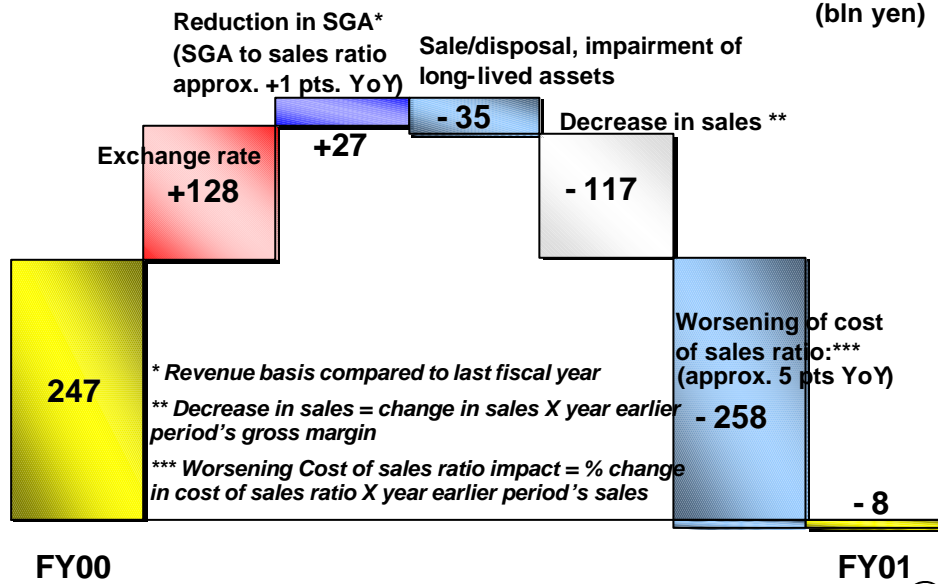 (bln yen)
Reduction in SGA*
(SGA to sales ratio
approx. +1 pts. YoY)
Sale/disposal, impairment of
long-lived assets
- 35
Decrease in sales **
+27
Exchange rate
+128
- 117
Worsening of cost
of sales ratio:***
(approx. 5 pts YoY)
- 258
247
* Revenue basis compared to last fiscal year
** Decrease in sales = change in sales X year earlier
period's gross margin
*** Worsening Cost of sales ratio impact = % change
in cost of sales ratio X year earlier period's sales
- 8
FY00
FY01